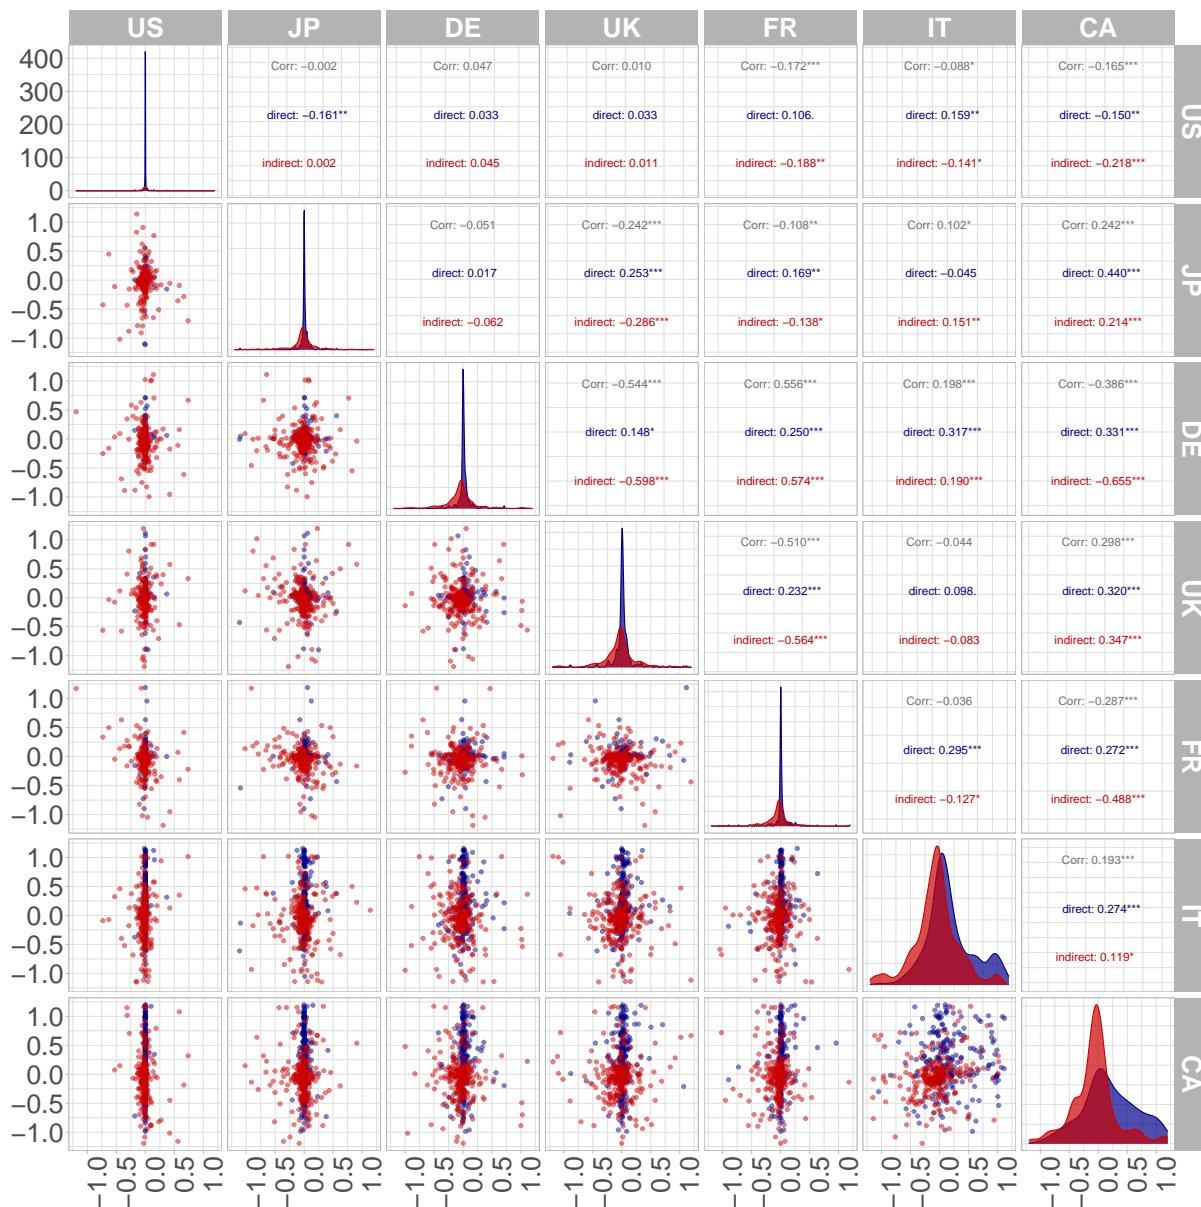 US JP DE UK FR IT CA
400
300
200
100
0
Corr: −0.002 Corr: 0.047 Corr: 0.010 Corr: −0.172*** Corr: −0.088* Corr: −0.165***
direct: −0.161** direct: 0.033 direct: 0.033 direct: 0.106. direct: 0.159** direct: −0.150**
indirect: 0.002 indirect: 0.045 indirect: 0.011 indirect: −0.188** indirect: −0.141* indirect: −0.218***
US
1.0
0.5
0.0
−0.5
−1.0
Corr: −0.051 Corr: −0.242*** Corr: −0.108** Corr: 0.102* Corr: 0.242***
direct: 0.017 direct: 0.253*** direct: 0.169** direct: −0.045 direct: 0.440***
indirect: −0.062 indirect: −0.286*** indirect: −0.138* indirect: 0.151** indirect: 0.214***
JP
1.0
0.5
0.0
−0.5
−1.0
Corr: −0.544*** Corr: 0.556*** Corr: 0.198*** Corr: −0.386***
direct: 0.148* direct: 0.250*** direct: 0.317*** direct: 0.331***
indirect: −0.598*** indirect: 0.574*** indirect: 0.190*** indirect: −0.655***
DE
1.0
0.5
0.0
−0.5
−1.0
Corr: −0.510*** Corr: −0.044 Corr: 0.298***
direct: 0.232*** direct: 0.098. direct: 0.320***
indirect: −0.564*** indirect: −0.083 indirect: 0.347***
UK
1.0
0.5
0.0
−0.5
−1.0
Corr: −0.036 Corr: −0.287***
direct: 0.295*** direct: 0.272***
indirect: −0.127* indirect: −0.488***
FR
1.0
0.5
0.0
−0.5
−1.0
Corr: 0.193***
direct: 0.274***
indirect: 0.119*
IT
1.0
0.5
0.0
−0.5
−1.0
CA
−1.0 −0.5 0.0 0.5 1.0 −1.0 −0.5 0.0 0.5 1.0 −1.0 −0.5 0.0 0.5 1.0 −1.0 −0.5 0.0 0.5 1.0 −1.0 −0.5 0.0 0.5 1.0 −1.0 −0.5 0.0 0.5 1.0 −1.0 −0.5 0.0 0.5 1.0